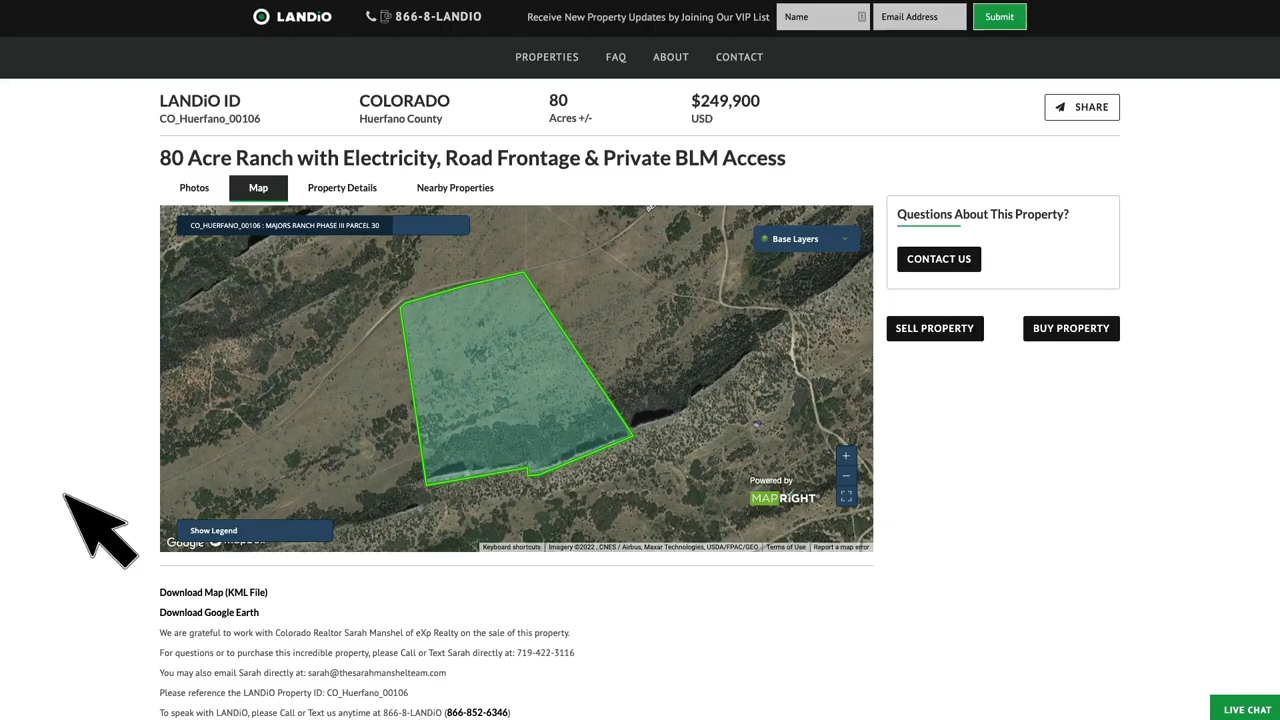 LANDiO
866-8-LANDIO
Receive New Property Updates by Joining Our VIP List
Name
Email Address
Submit
PROPERTIES FAQ ABOUT CONTACT
LANDiO ID COLORADO 80 $249,900
CO_Huerfano_00106 Huerfano County Acres +/- USD
SHARE
80 Acre Ranch with Electricity, Road Frontage & Private BLM Access
Photos Map Property Details Nearby Properties
CO_HUERFANO_00106 : MAJORS RANCH PHASE III PARCEL 30
Base Layers
Questions About This Property?
CONTACT US
SELL PROPERTY BUY PROPERTY
+
−
Powered by
MAPRIGHT
Show Legend
Google
Keyboard shortcuts Imagery ©2022 , CNES / Airbus, Maxar Technologies, USDA/FPAC/GEO Terms of Use Report a map error
Download Map (KML File)
Download Google Earth
We are grateful to work with Colorado Realtor Sarah Manshel of eXp Realty on the sale of this property.
For questions or to purchase this incredible property, please Call or Text Sarah directly at: 719-422-3116
You may also email Sarah directly at: sarah@thesarahmanshelteam.com
Please reference the LANDiO Property ID: CO_Huerfano_00106
To speak with LANDiO, please Call or Text us anytime at 866-8-LANDiO (866-852-6346)
LIVE CHAT